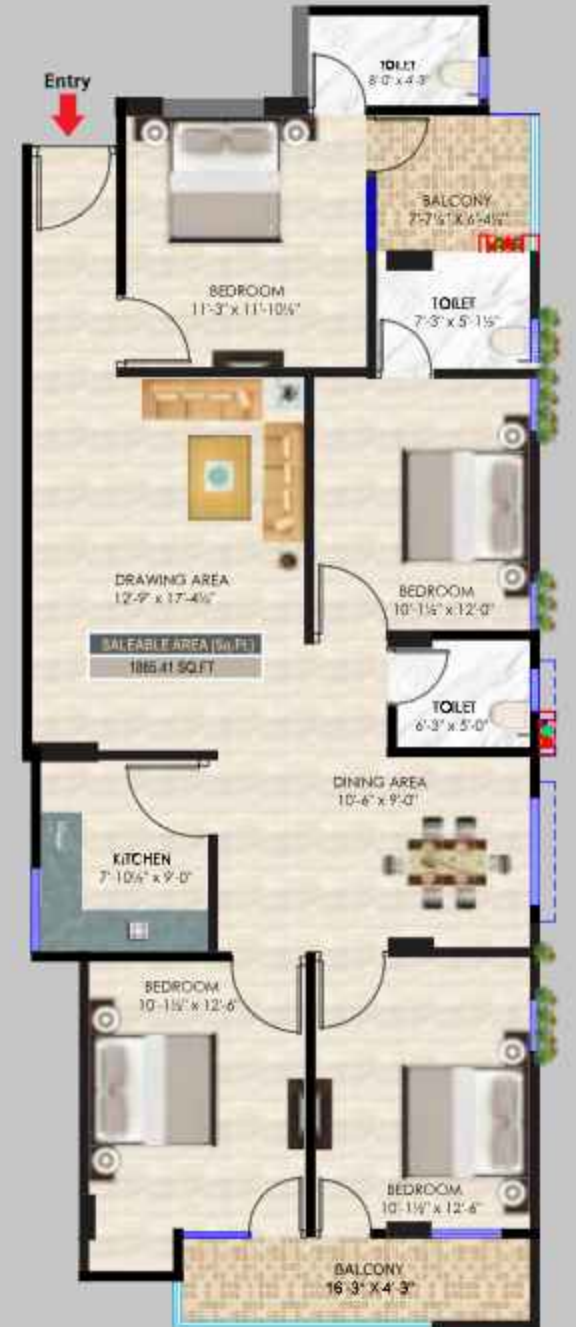 TOILET
8'-0" x 4'-3"
Entry
BALCONY
7'-7½" X 6'-4½"
BEDROOM
11'-3" x 11'-10½"
TOILET
7'-3" x 5'-1½"
DRAWING AREA
12'-9" x 17'-4½"
BEDROOM
10'-1½" x 12'-0"
SALEABLE AREA (Sq.Ft.)
1865.41 SQ.FT
TOILET
6'-3" x 5'-0"
DINING AREA
10'-6" x 9'-0"
KITCHEN
7'-10½" x 9'-0"
BEDROOM
10'-1½" x 12'-6"
BEDROOM
10'-1½" x 12'-6"
BALCONY
16'-3" X 4'-3"